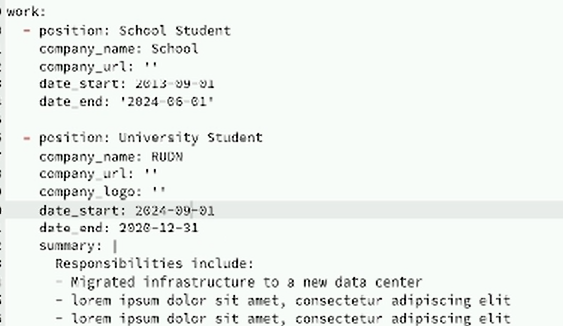 work:
  - position: School Student
    company_name: School
    company_url: ''
    date_start: 2013-09-01
    date_end: '2024-06-01'
  - position: University Student
    company_name: RUDN
    company_url: ''
    company_logo: ''
    date_start: 2024-09-01
    date_end: 2020-12-31
    summary: |
      Responsibilities include:
      - Migrated infrastructure to a new data center
      - lorem ipsum dolor sit amet, consectetur adipiscing elit
      - lorem ipsum dolor sit amet, consectetur adipiscing elit